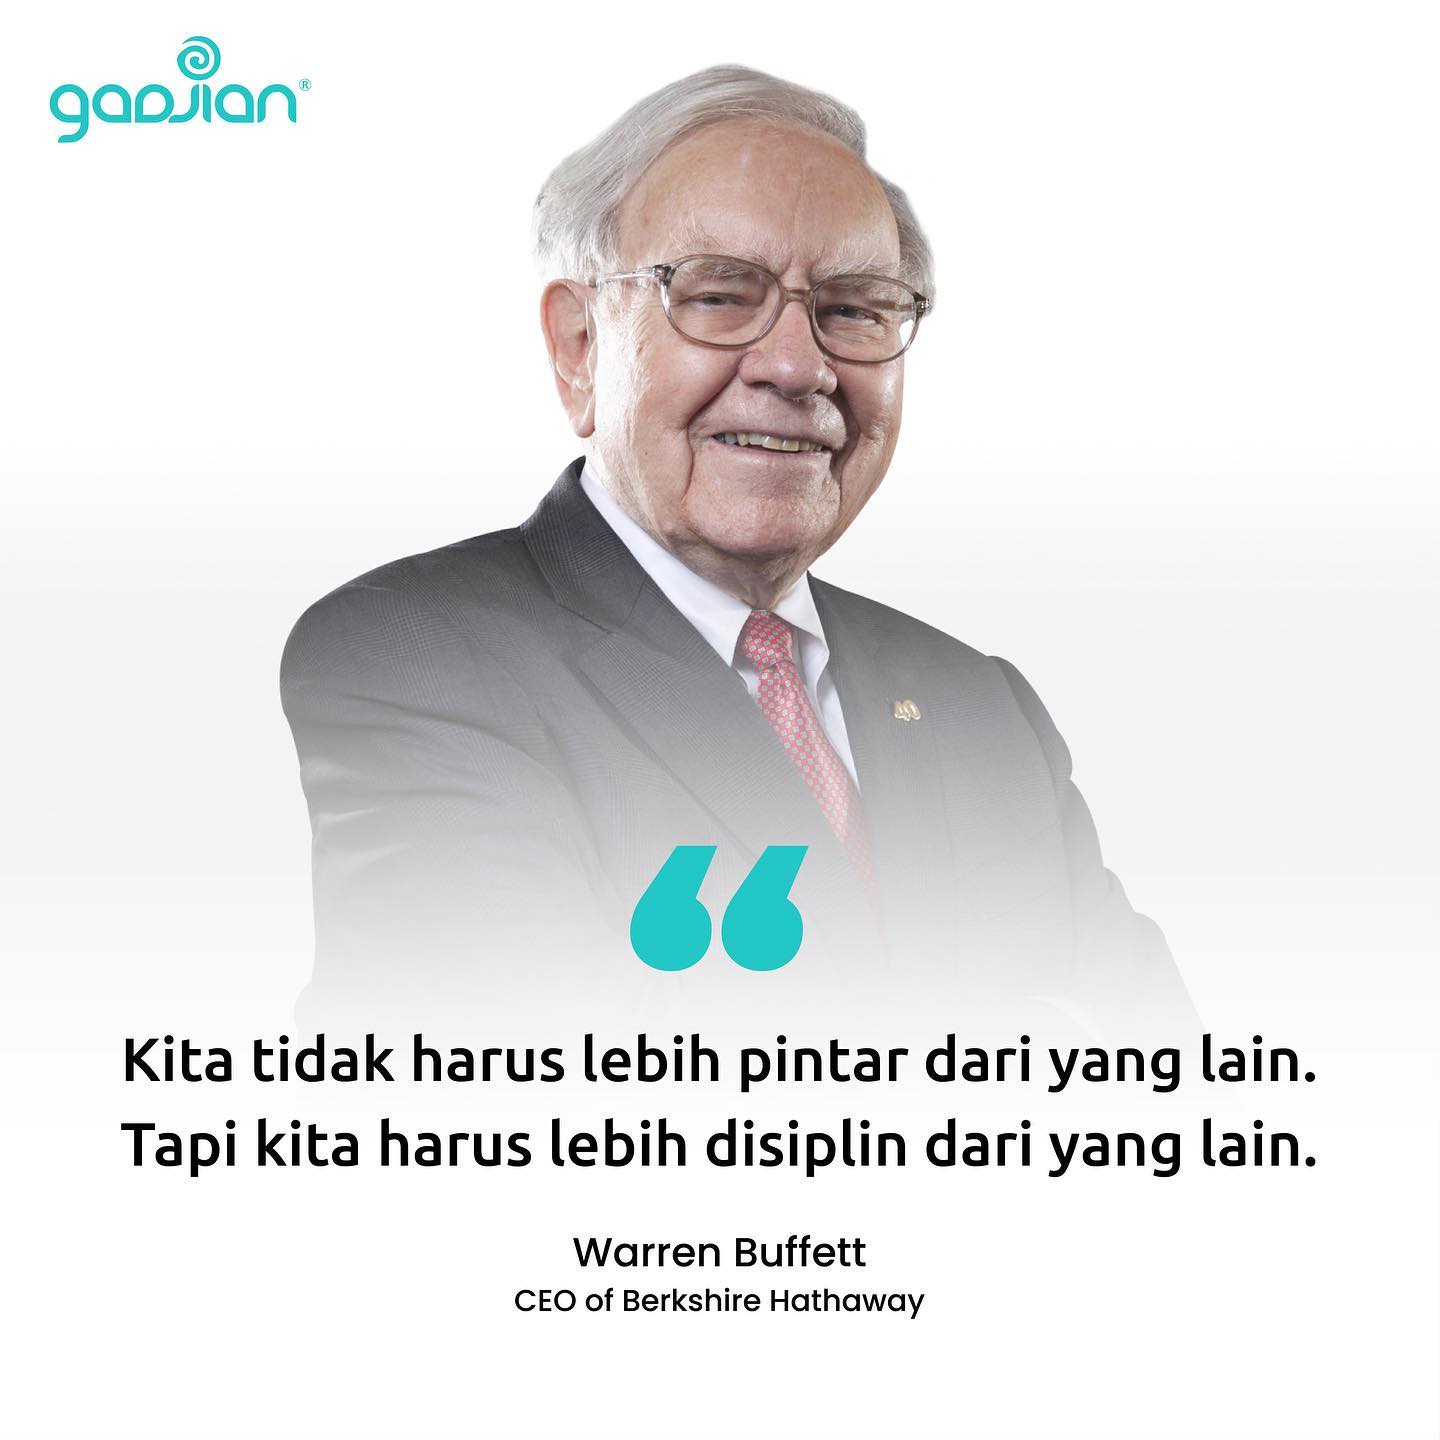 gadjian®
40
“
Kita tidak harus lebih pintar dari yang lain.
Tapi kita harus lebih disiplin dari yang lain.
Warren Buffett
CEO of Berkshire Hathaway